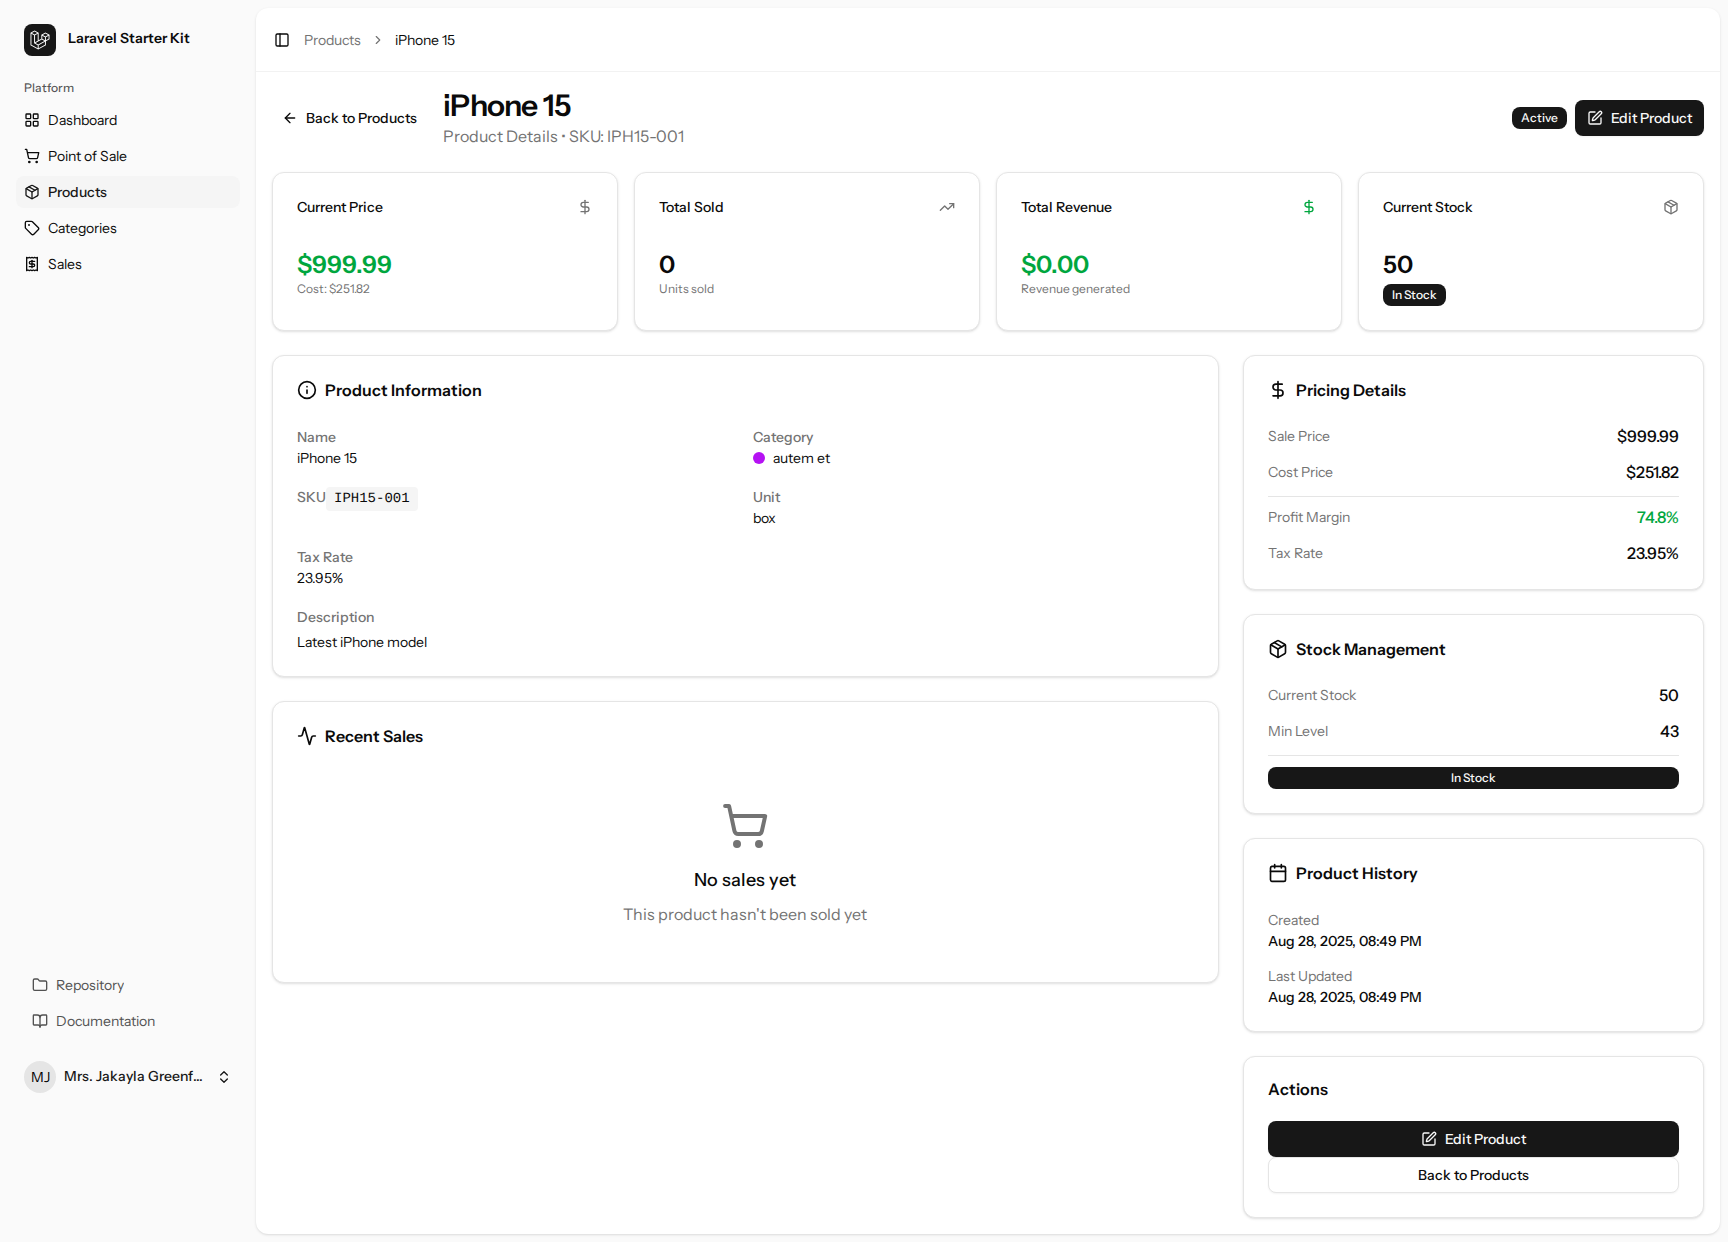 Laravel Starter Kit
Platform
Dashboard
Point of Sale
Products
Categories
Sales
Repository
Documentation
MJ Mrs. Jakayla Greenf...
Products > iPhone 15
Back to Products
iPhone 15
Product Details • SKU: IPH15-001
Active
Edit Product
Current Price
$999.99
Cost: $251.82
Total Sold
0
Units sold
Total Revenue
$0.00
Revenue generated
Current Stock
50
In Stock
Product Information
Name
iPhone 15
Category
autem et
SKU IPH15-001
Unit
box
Tax Rate
23.95%
Description
Latest iPhone model
Recent Sales
No sales yet
This product hasn't been sold yet
Pricing Details
Sale Price $999.99
Cost Price $251.82
Profit Margin 74.8%
Tax Rate 23.95%
Stock Management
Current Stock 50
Min Level 43
In Stock
Product History
Created
Aug 28, 2025, 08:49 PM
Last Updated
Aug 28, 2025, 08:49 PM
Actions
Edit Product
Back to Products